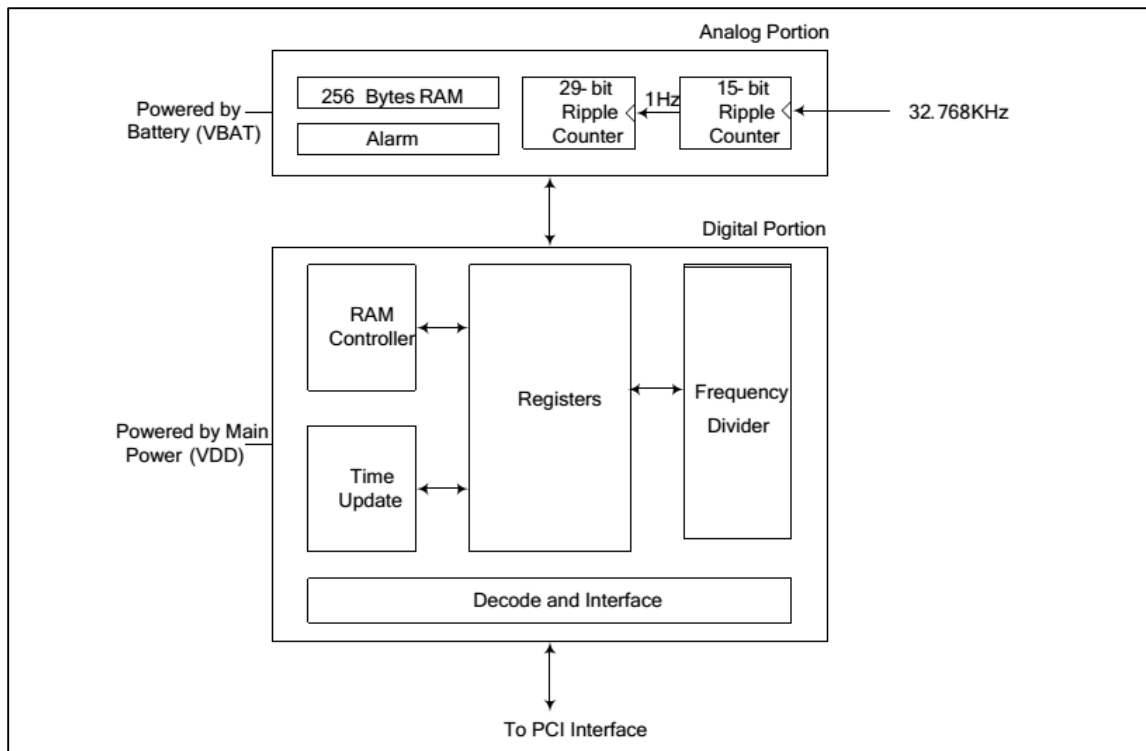 Analog Portion
256 Bytes RAM
Alarm
29- bit
Ripple
Counter
1Hz
15- bit
Ripple
Counter
32.768KHz
Powered by
Battery (VBAT)
Digital Portion
RAM
Controller
Registers
Frequency
Divider
Powered by Main
Power (VDD)
Time
Update
Decode and Interface
To PCI Interface